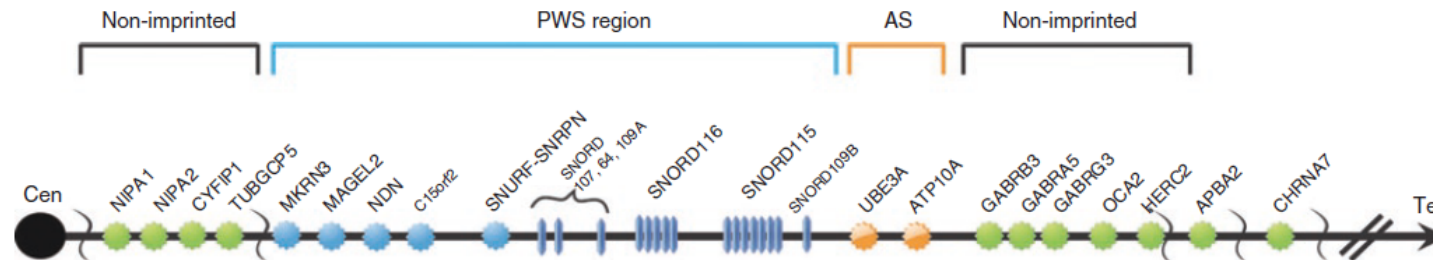 Non-imprinted PWS region AS Non-imprinted
Cen
NIPA1
NIPA2
CYFIP1
TUBGCP5
MKRN3
MAGEL2
NDN
C15orf2
SNURF-SNRPN
SNORD
107, 64, 109A
SNORD116
SNORD115
SNORD109B
UBE3A
ATP10A
GABRB3
GABRA5
GABRG3
OCA2
HERC2
APBA2
CHRNA7
Te